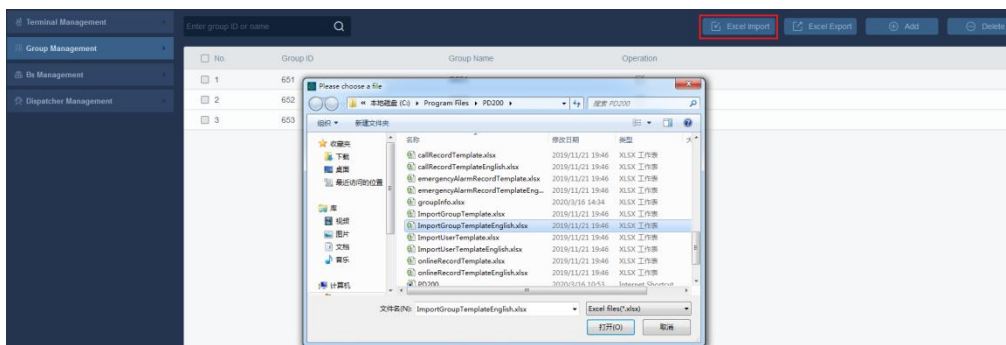 Terminal Management
Enter group ID or name
Excel Import
Excel Export
Add
Delete
Group Management
No.
Group ID
Group Name
Operation
Bs Management
1
651
Dispatcher Management
2
652
3
653
Please choose a file
« 本地磁盘 (C:) ▸ Program Files ▸ PD200 ▸
搜索 PD200
组织 ▾
新建文件夹
收藏夹
下载
桌面
最近访问的位置
库
视频
图片
文档
音乐
计算机
名称
修改日期
类型
大
callRecordTemplate.xlsx 2019/11/21 19:46 XLSX 工作表
callRecordTemplateEnglish.xlsx 2019/11/21 19:46 XLSX 工作表
emergencyAlarmRecordTemplate.xlsx 2019/11/21 19:46 XLSX 工作表
emergencyAlarmRecordTemplateEng... 2019/11/21 19:46 XLSX 工作表
groupInfo.xlsx 2020/3/16 14:34 XLSX 工作表
ImportGroupTemplate.xlsx 2019/11/21 19:46 XLSX 工作表
ImportGroupTemplateEnglish.xlsx 2019/11/21 19:46 XLSX 工作表
ImportUserTemplate.xlsx 2019/11/21 19:46 XLSX 工作表
ImportUserTemplateEnglish.xlsx 2019/11/21 19:46 XLSX 工作表
onlineRecordTemplate.xlsx 2019/11/21 19:46 XLSX 工作表
onlineRecordTemplateEnglish.xlsx 2019/11/21 19:46 XLSX 工作表
PD200 2020/3/16 10:53 Internet Shortcut
文件名(N): ImportGroupTemplateEnglish.xlsx
Excel files(*.xlsx)
打开(O)
取消